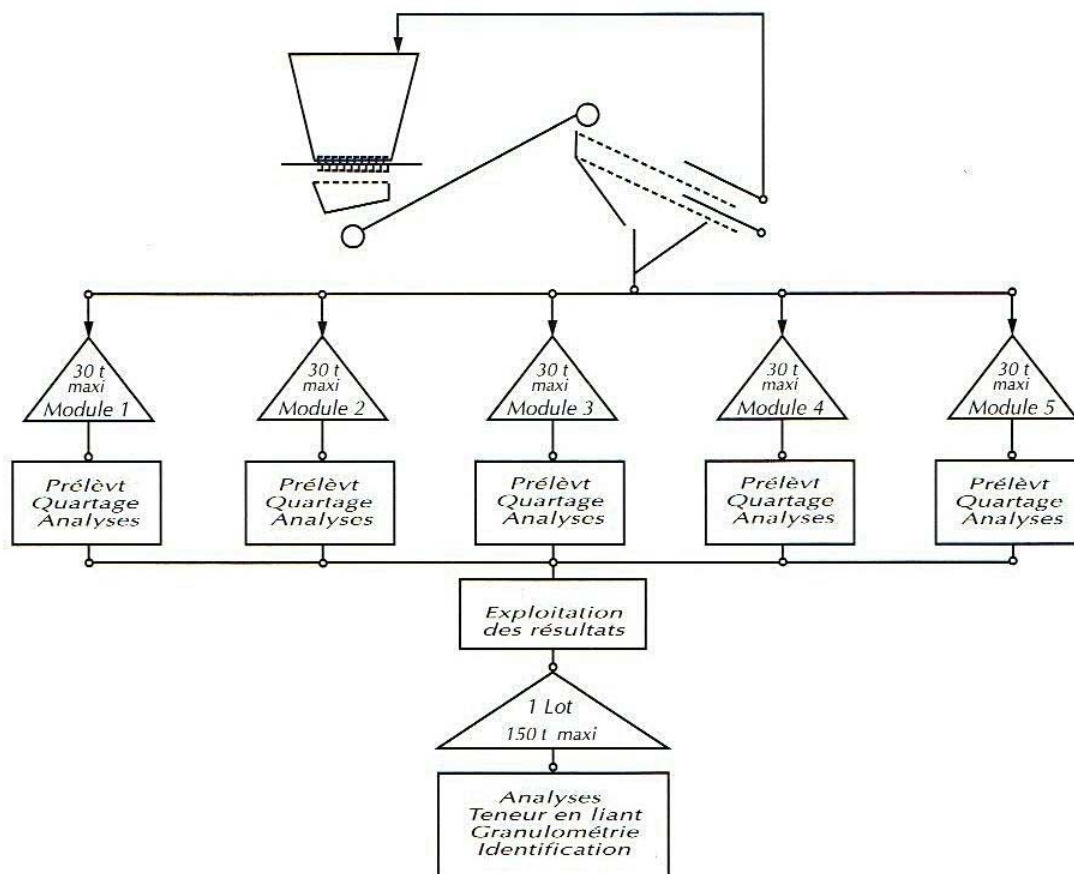 30 t
maxi
Module 1
30 t
maxi
Module 2
30 t
maxi
Module 3
30 t
maxi
Module 4
30 t
maxi
Module 5
Prélèvt
Quartage
Analyses
Prélèvt
Quartage
Analyses
Prélèvt
Quartage
Analyses
Prélèvt
Quartage
Analyses
Prélèvt
Quartage
Analyses
Exploitation
des résultats
1 Lot
150 t maxi
Analyses
Teneur en liant
Granulométrie
Identification